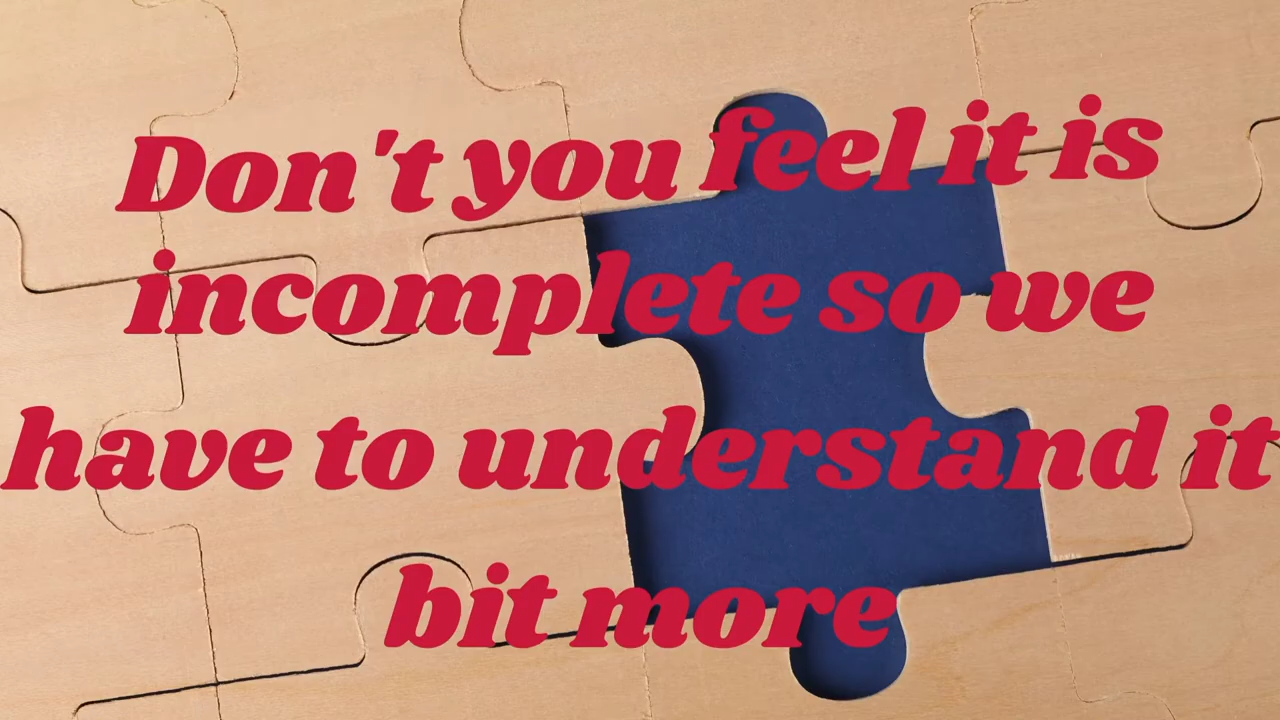 Don't you feel it is
incomplete so we
have to understand it
bit more